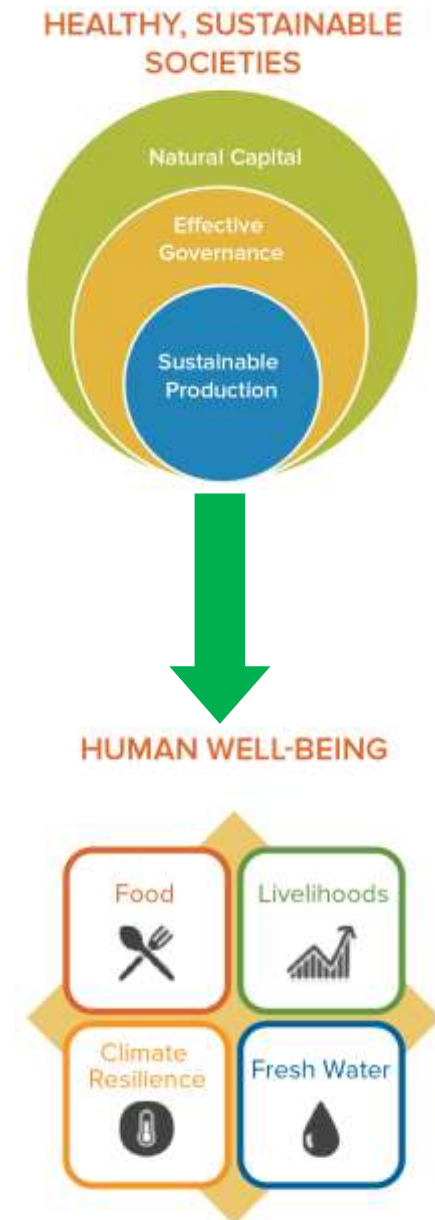 HEALTHY, SUSTAINABLE
SOCIETIES
Natural Capital
Effective
Governance
Sustainable
Production
HUMAN WELL-BEING
Food
Livelihoods
Climate
Resilience
Fresh Water